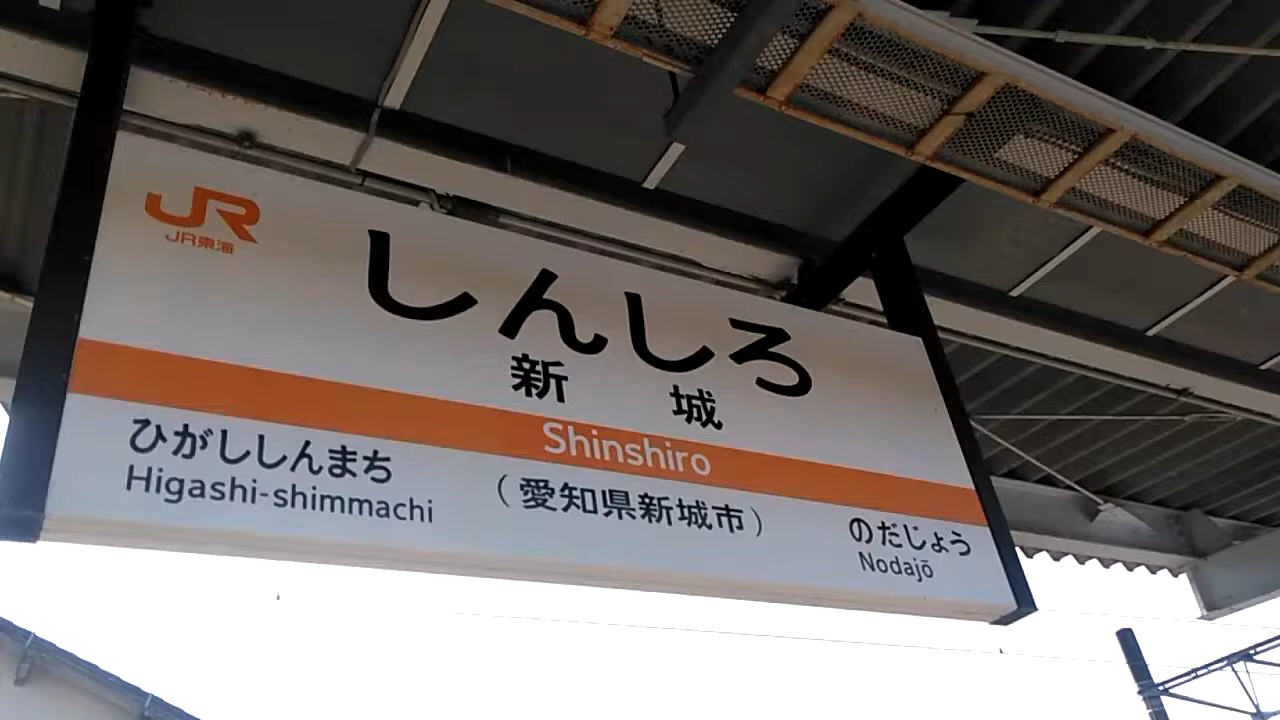 JR
JR東海
しんしろ
新城
Shinshiro
ひがししんまち
Higashi-shimmachi
(愛知県新城市)
のだじょう
Nodajō